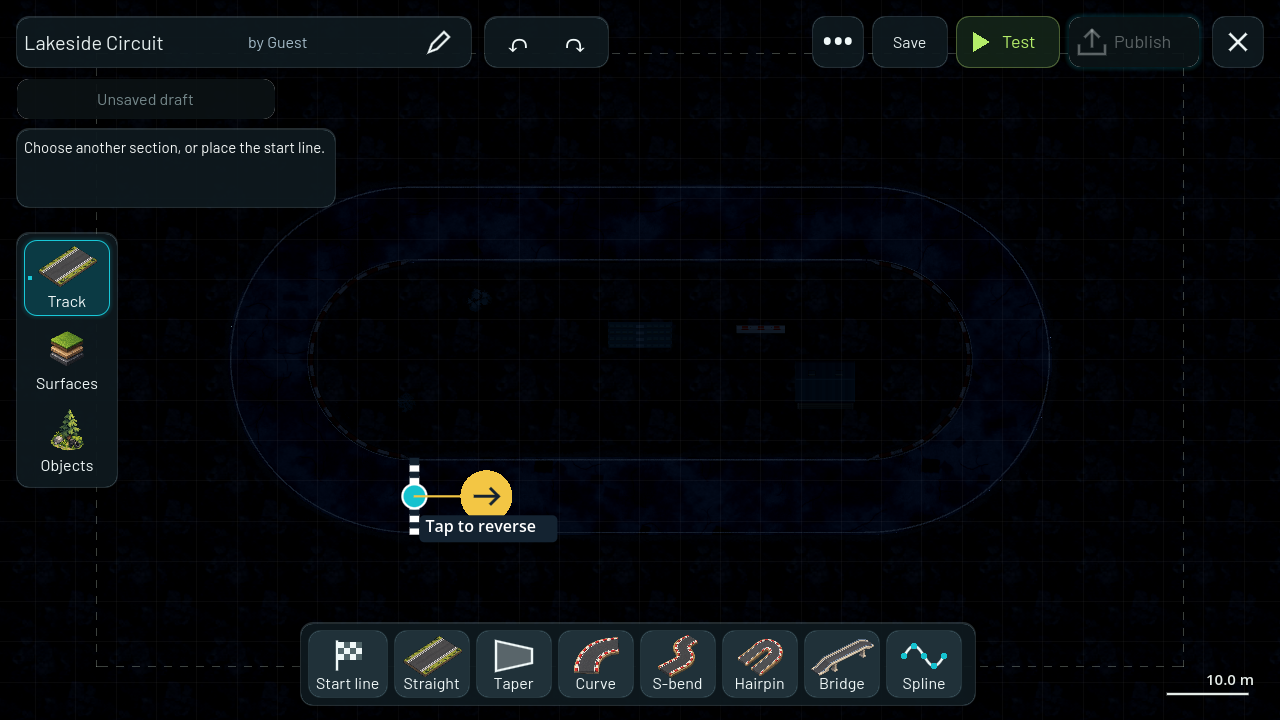 Lakeside Circuit
by Guest
Save
Test
Publish
Unsaved draft
Choose another section, or place the start line.
Track
Surfaces
Objects
Tap to reverse
Start line
Straight
Taper
Curve
S-bend
Hairpin
Bridge
Spline
10.0 m